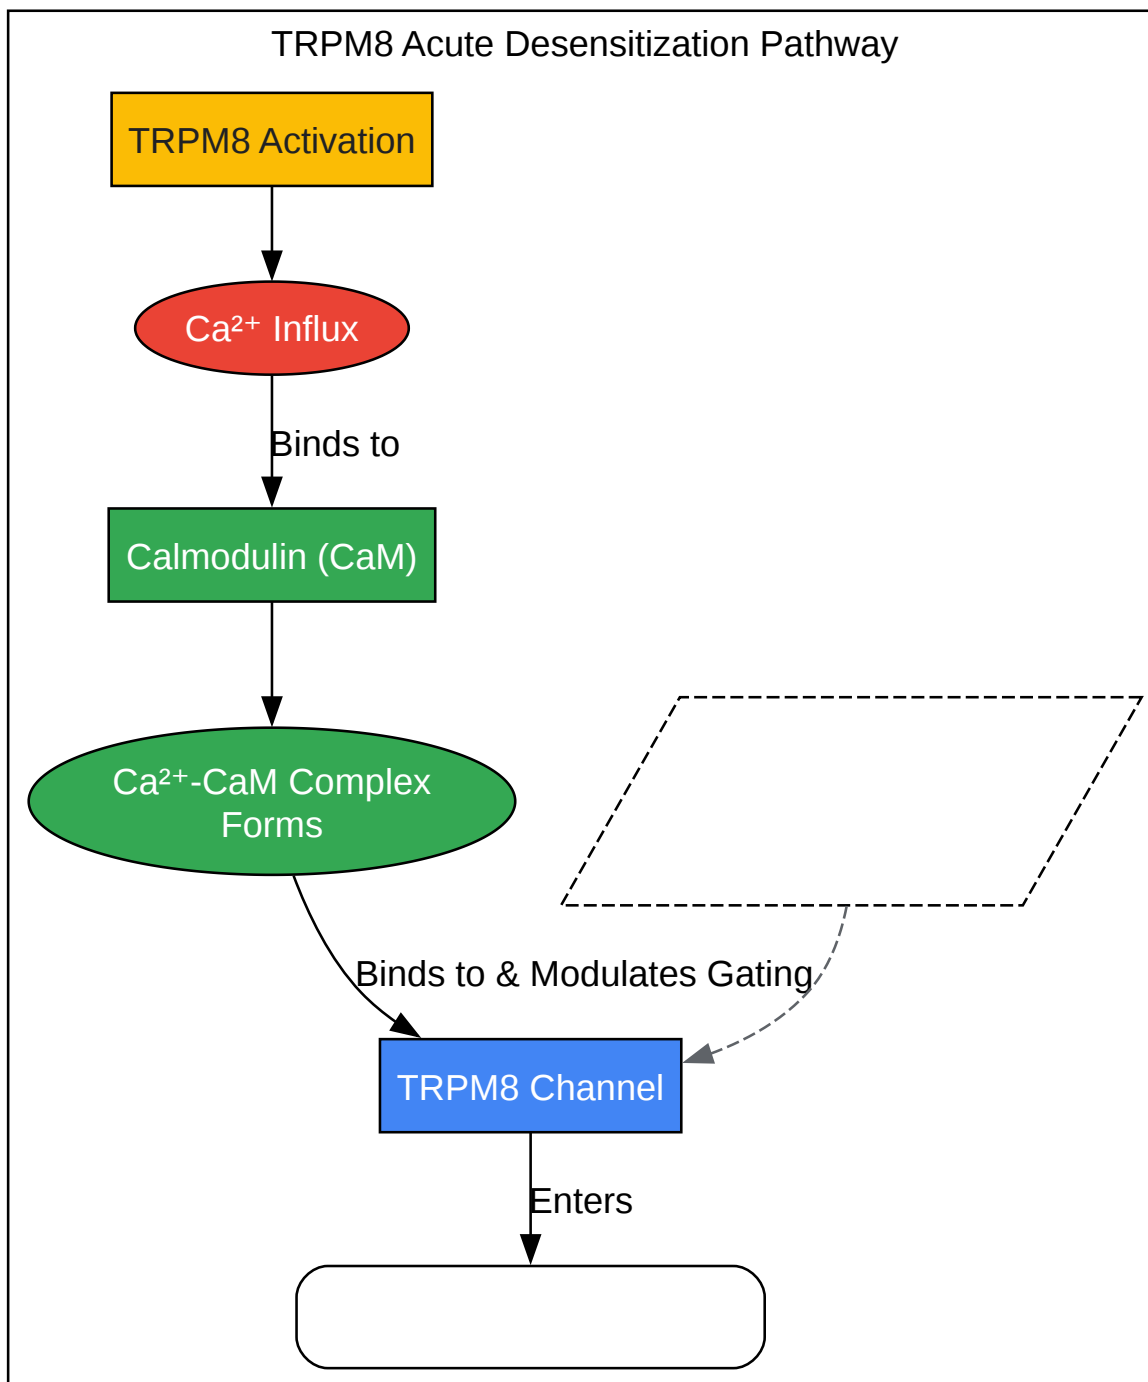 TRPM8 Acute Desensitization Pathway
TRPM8 Activation
Ca²⁺ Influx
Binds to
Calmodulin (CaM)
Ca²⁺-CaM Complex
Forms
Binds to & Modulates Gating
TRPM8 Channel
Enters